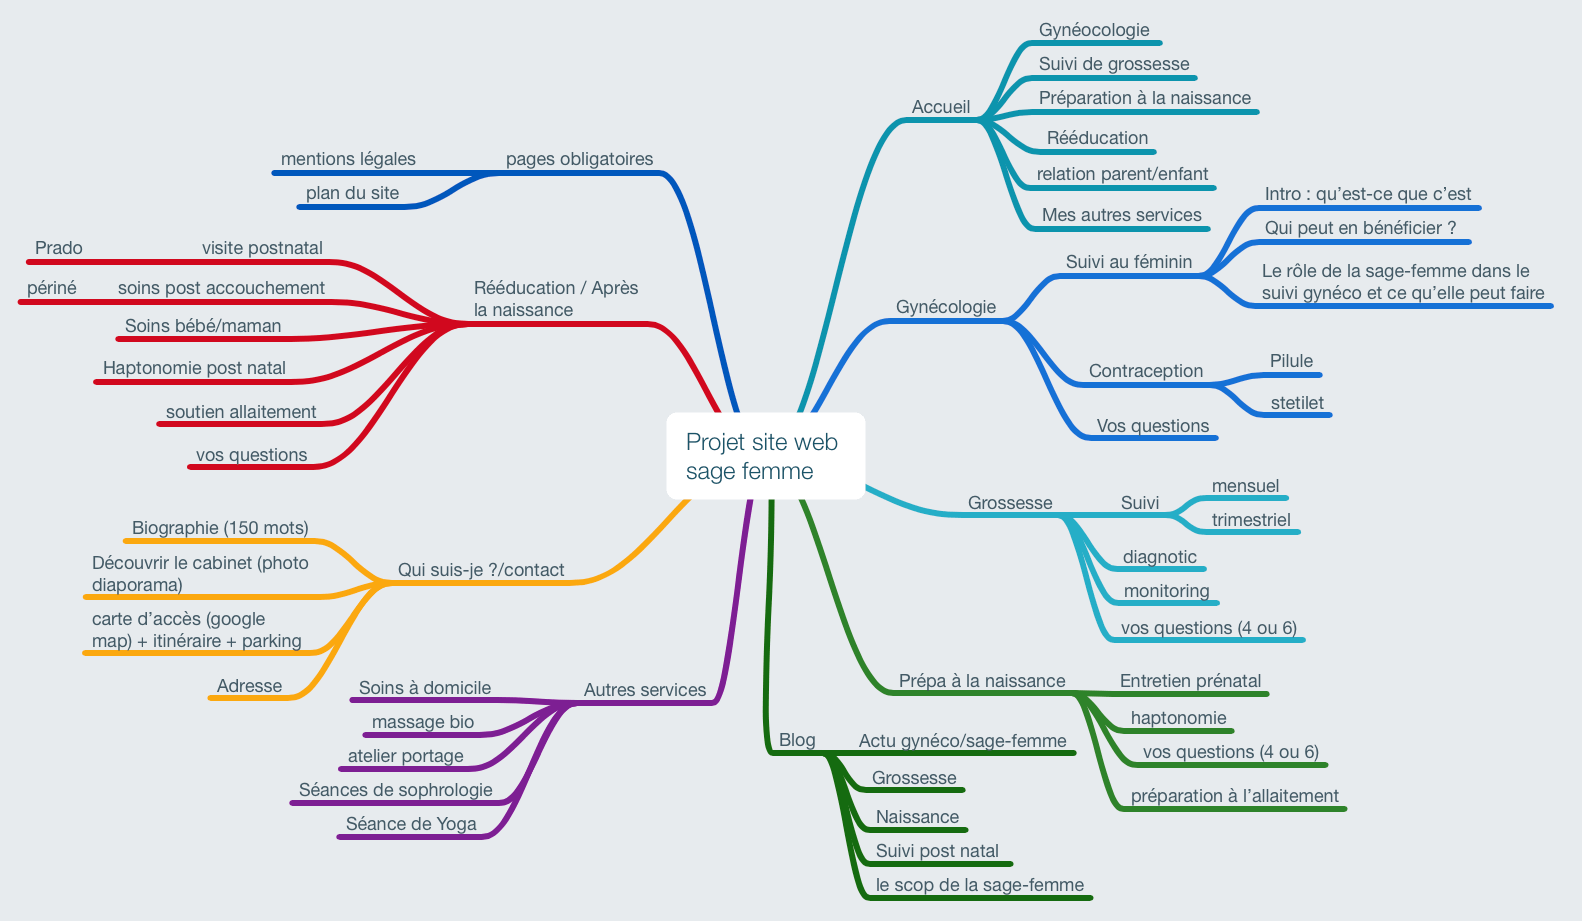 Projet site web
sage femme
Accueil
Gynéocologie
Suivi de grossesse
Préparation à la naissance
Rééducation
relation parent/enfant
Mes autres services
Gynécologie
Suivi au féminin
Intro : qu’est-ce que c’est
Qui peut en bénéficier ?
Le rôle de la sage-femme dans le
suivi gynéco et ce qu’elle peut faire
Contraception
Pilule
stetilet
Vos questions
Grossesse
Suivi
mensuel
trimestriel
diagnotic
monitoring
vos questions (4 ou 6)
Prépa à la naissance
Entretien prénatal
haptonomie
vos questions (4 ou 6)
préparation à l’allaitement
Blog
Actu gynéco/sage-femme
Grossesse
Naissance
Suivi post natal
le scop de la sage-femme
Autres services
Soins à domicile
massage bio
atelier portage
Séances de sophrologie
Séance de Yoga
Qui suis-je ?/contact
Biographie (150 mots)
Découvrir le cabinet (photo
diaporama)
carte d’accès (google
map) + itinéraire + parking
Adresse
Rééducation / Après
la naissance
visite postnatal
Prado
soins post accouchement
périné
Soins bébé/maman
Haptonomie post natal
soutien allaitement
vos questions
pages obligatoires
mentions légales
plan du site